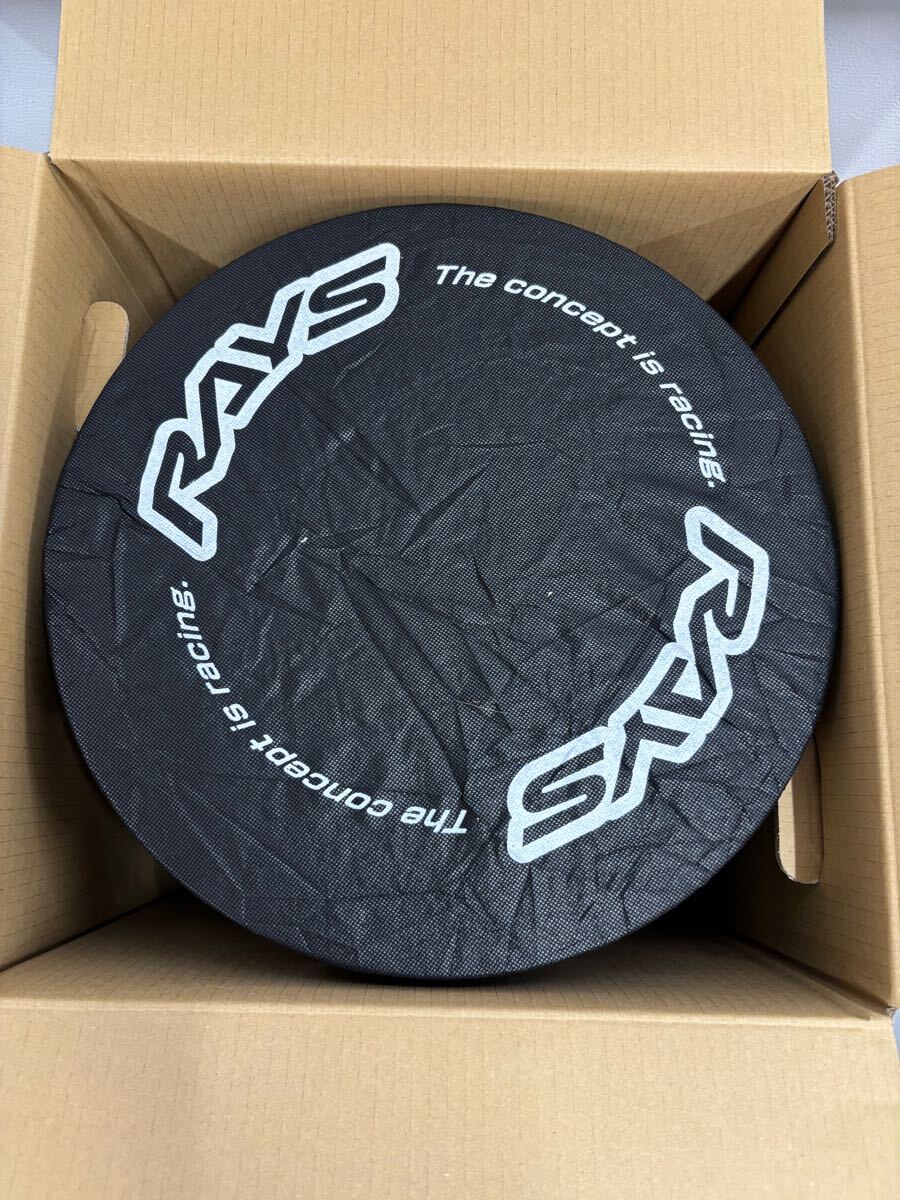 RAYS
The concept is racing.
RAYS
The concept is racing.